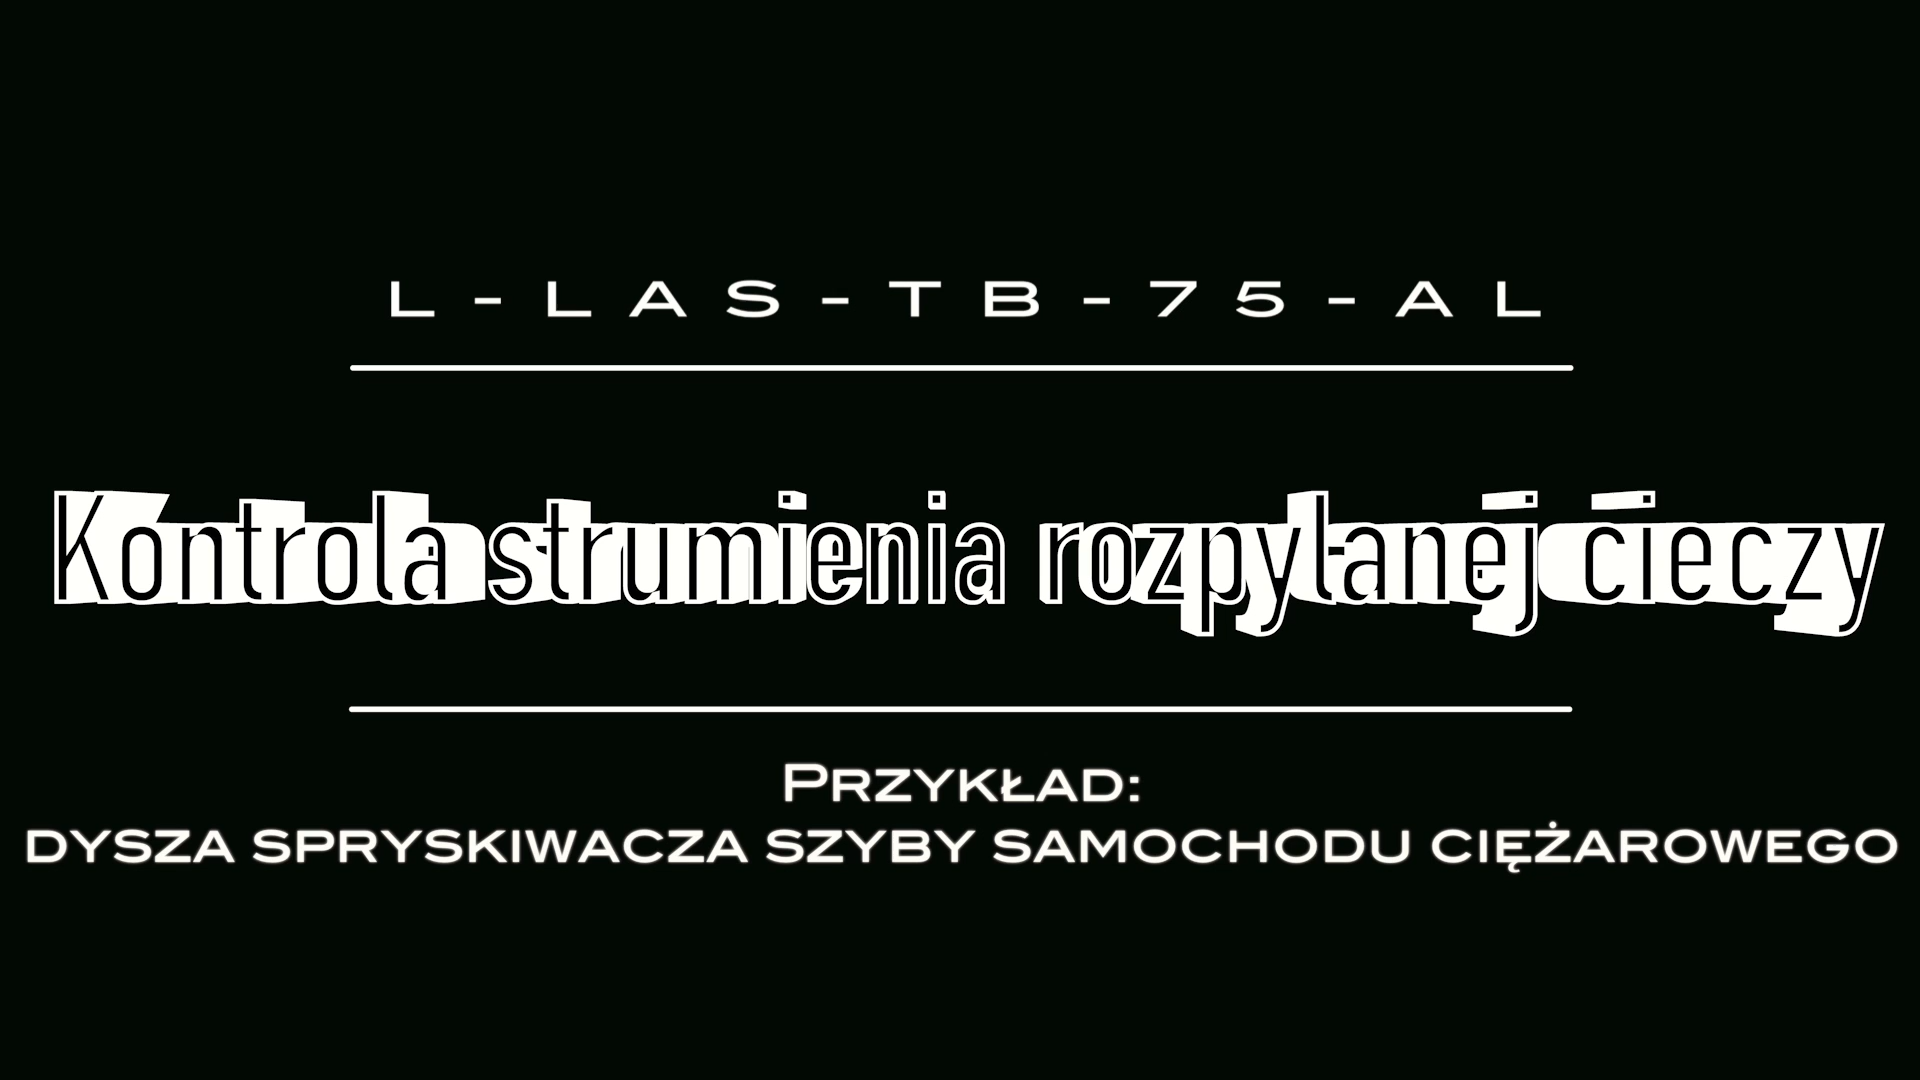 L-LAS-TB-75-AL
Kontrola strumienia rozpylanej cieczy
PRZYKŁAD:
DYSZA SPRYSKIWACZA SZYBY SAMOCHODU CIĘŻAROWEGO